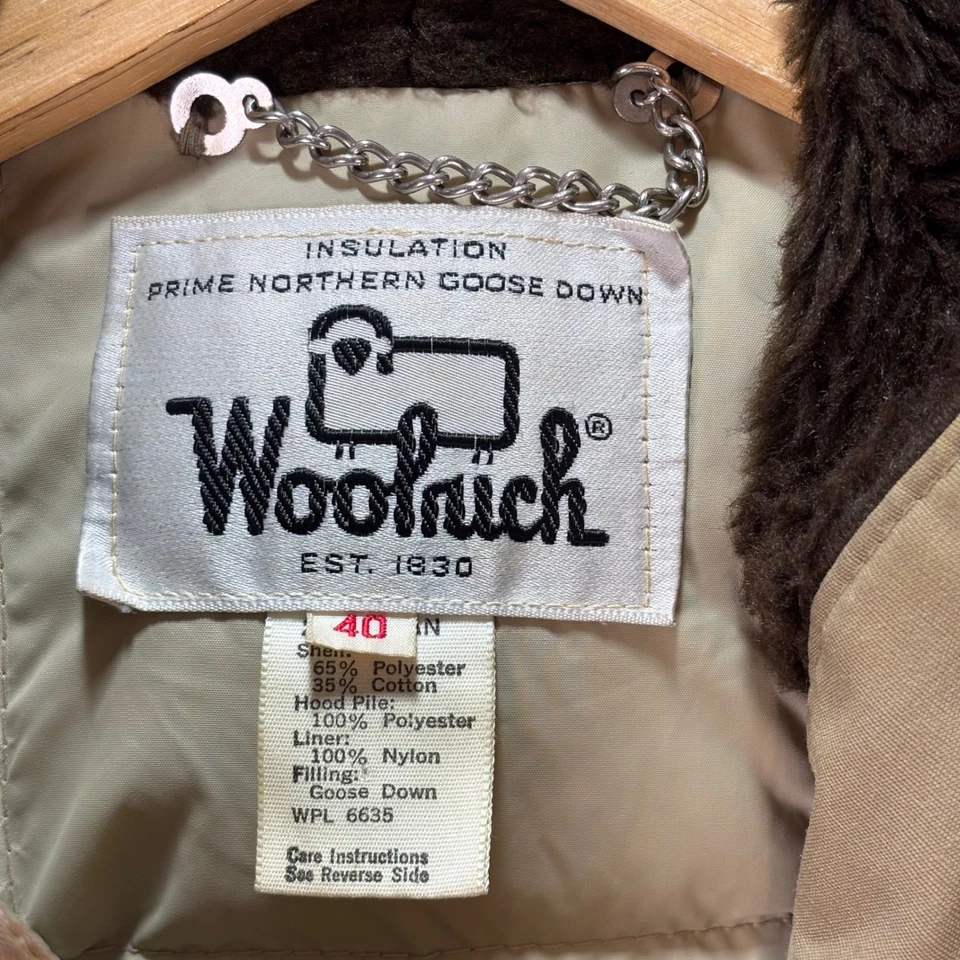 INSULATION
PRIME NORTHERN GOOSE DOWN
Woolrich®
EST. 1830
40
Shell:
65% Polyester
35% Cotton
Hood Pile:
100% Polyester
Liner:
100% Nylon
Filling:
Goose Down
WPL 6635
Care Instructions
See Reverse Side